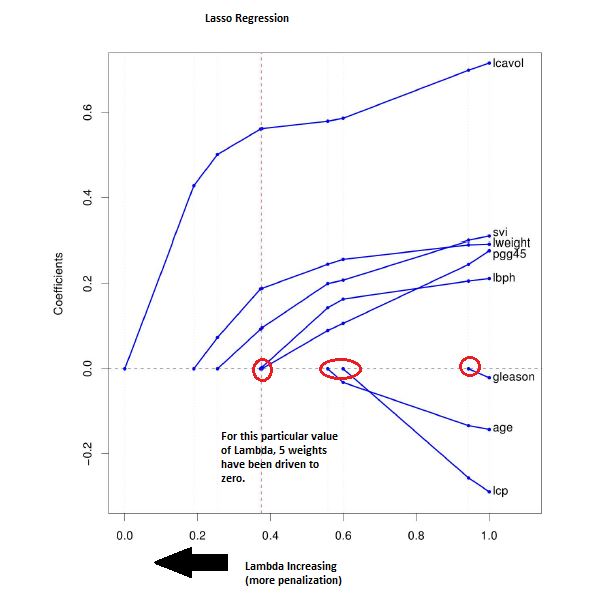 Lasso Regression
Coefficients
0.6
0.4
0.2
0.0
−0.2
lcavol
svi
lweight
pgg45
lbph
gleason
age
lcp
For this particular value
of Lambda, 5 weights
have been driven to
zero.
0.0 0.2 0.4 0.6 0.8 1.0
Lambda Increasing
(more penalization)